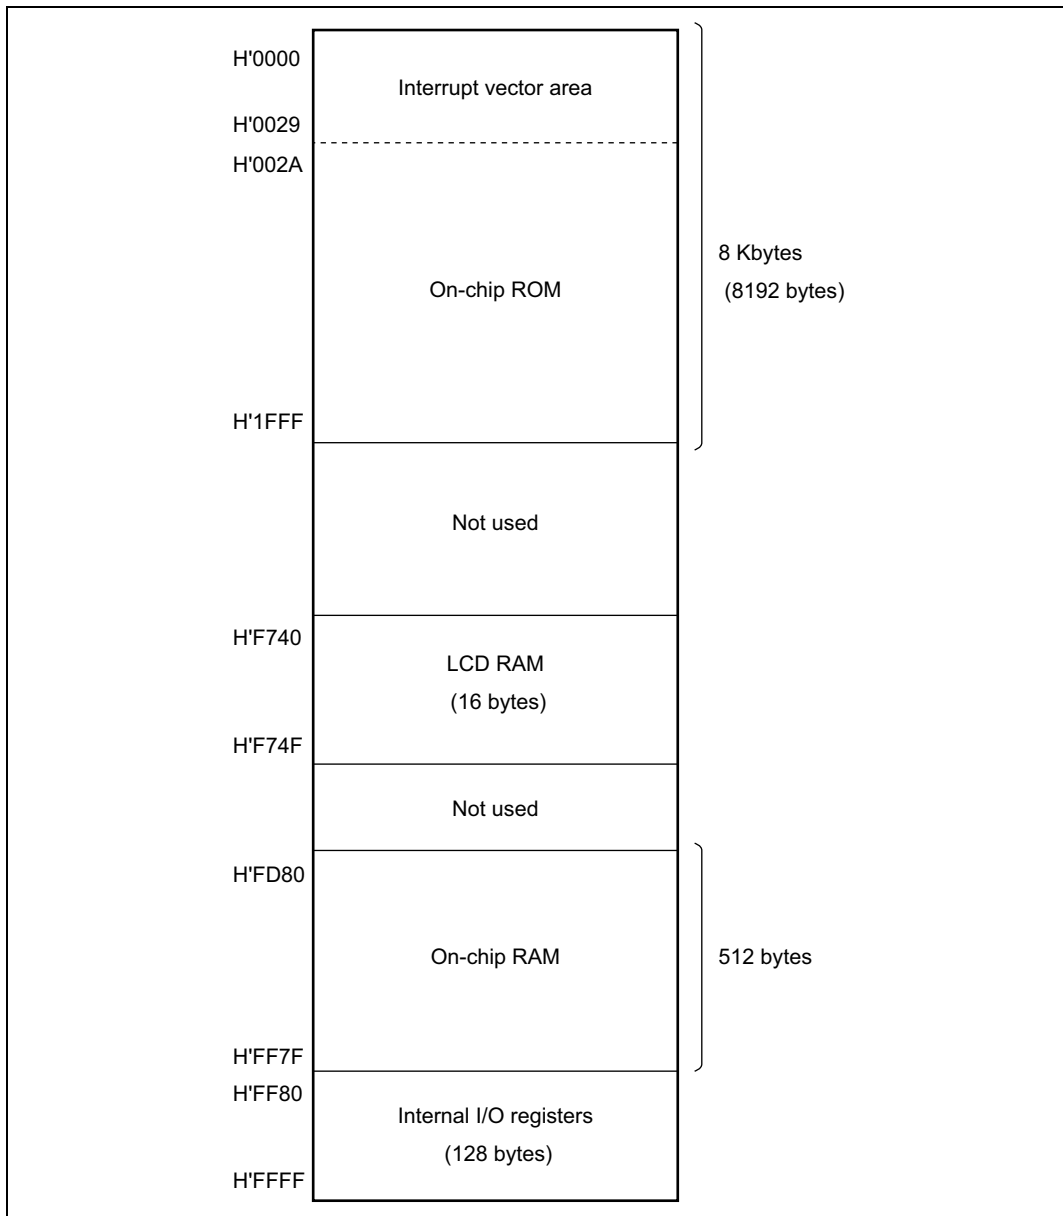 H'0000
Interrupt vector area
H'0029
H'002A
8 Kbytes
(8192 bytes)
On-chip ROM
H'1FFF
Not used
H'F740
LCD RAM
(16 bytes)
H'F74F
Not used
H'FD80
On-chip RAM
512 bytes
H'FF7F
H'FF80
Internal I/O registers
(128 bytes)
H'FFFF